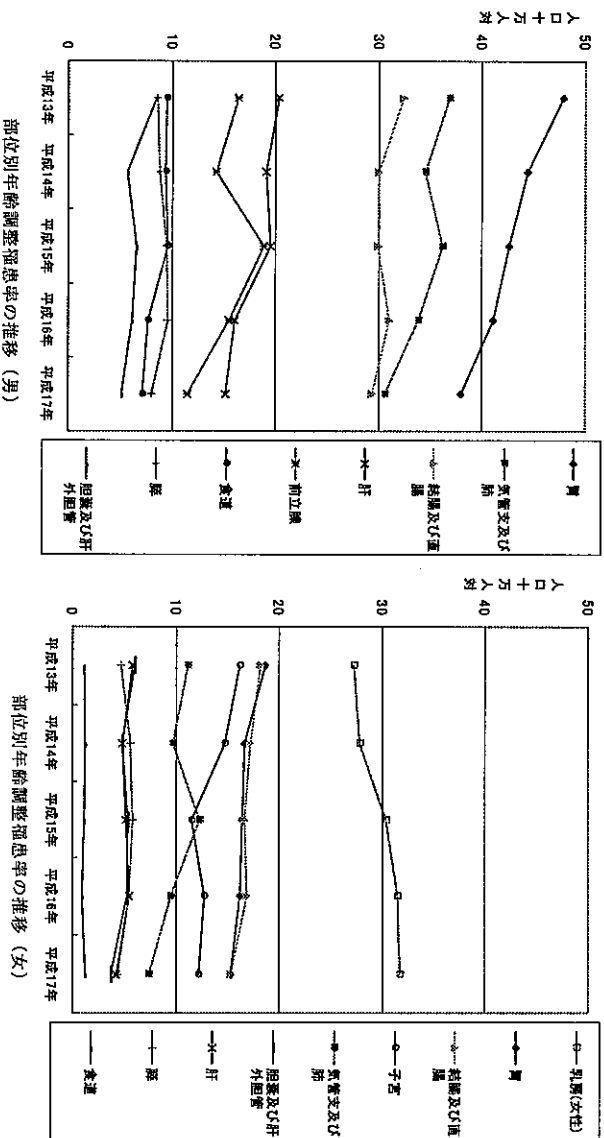 人口十万人対
50
40
30
20
10
0
平成13年
平成14年
平成15年
平成16年
平成17年
部位別年齢調整罹患率の推移（男）
胃
気管支及び
肺
結腸及び直
腸
肝
前立腺
食道
膵
胆嚢及び肝
外胆管
人口十万人対
50
40
30
20
10
0
平成13年
平成14年
平成15年
平成16年
平成17年
部位別年齢調整罹患率の推移（女）
乳房(女性)
胃
結腸及び直
腸
子宮
気管支及び
肺
胆嚢及び肝
外胆管
肝
膵
食道